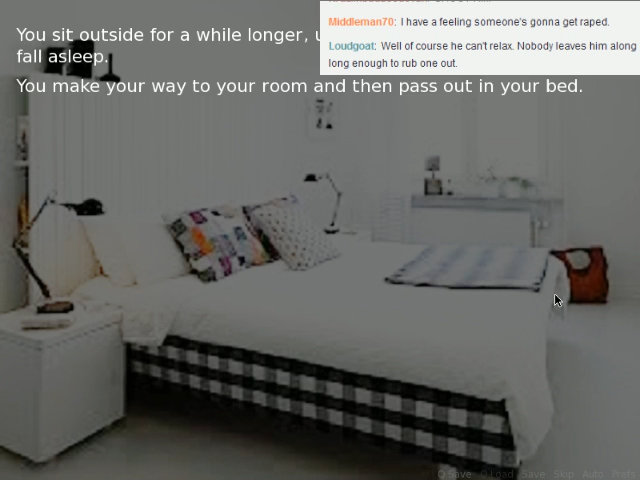 You sit outside for a while longer, u
fall asleep.
You make your way to your room and then pass out in your bed.
Middleman70: I have a feeling someone's gonna get raped.
Loudgoat: Well of course he can't relax. Nobody leaves him along
long enough to rub one out.
Save Load Save Skip Auto Prefs